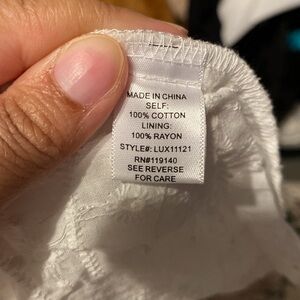 MADE IN CHINA
SELF:
100% COTTON
LINING:
100% RAYON
STYLE#: LUX11121
RN#119140
SEE REVERSE
FOR CARE